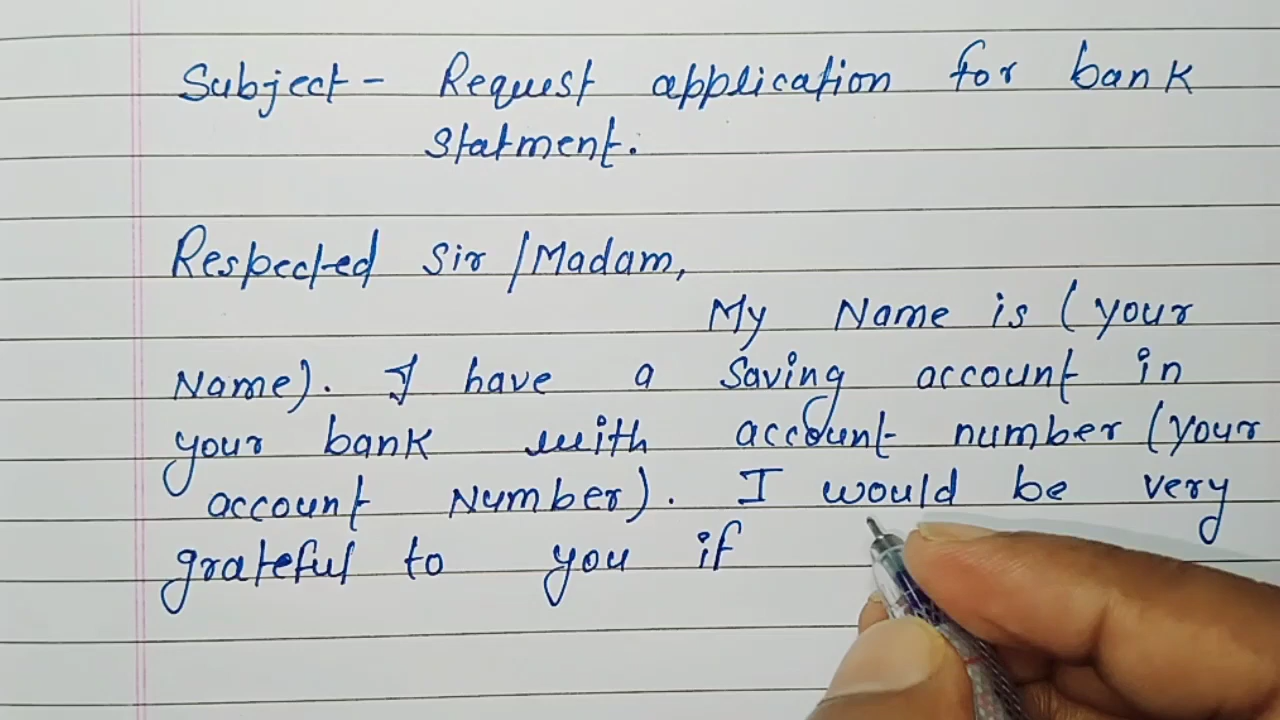 Subject - Request application for bank
statment.
Respected Sir/Madam,
My Name is (your
Name). I have a saving account in
your bank with account number (your
account Number). I would be very
grateful to you if